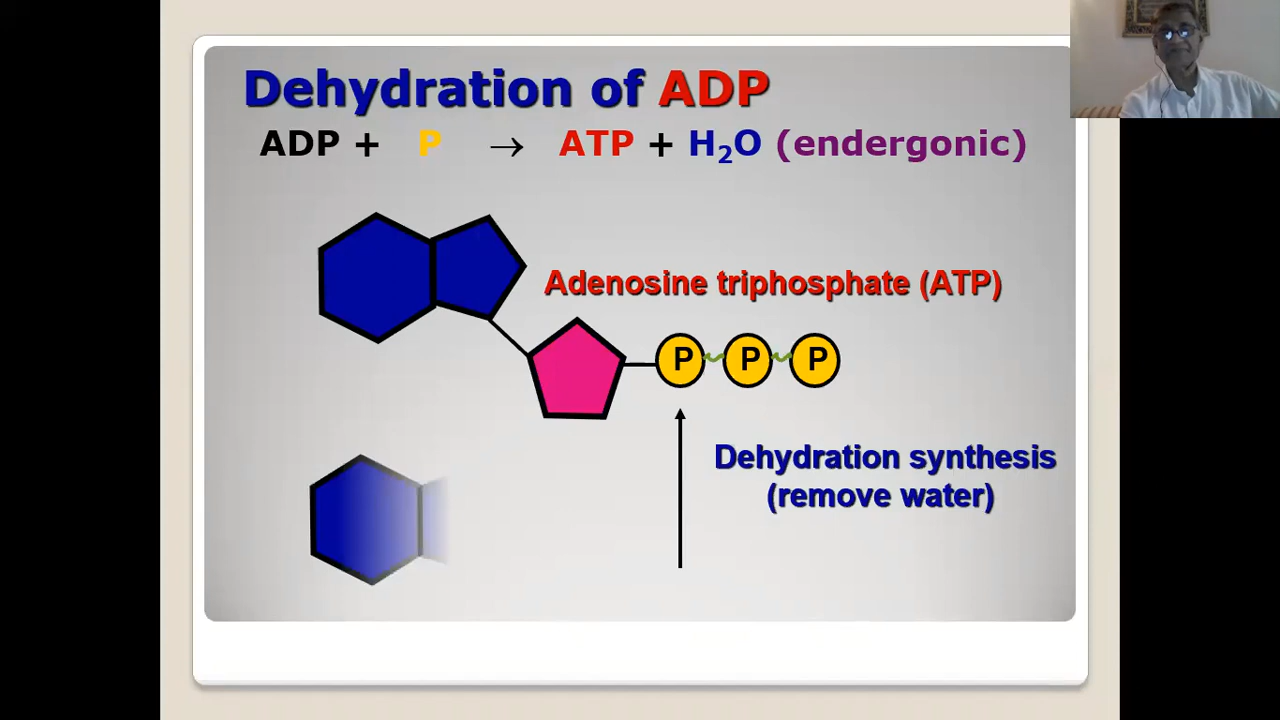 Dehydration of ADP
ADP + P → ATP + H₂O (endergonic)
Adenosine triphosphate (ATP)
P P P
Dehydration synthesis
(remove water)